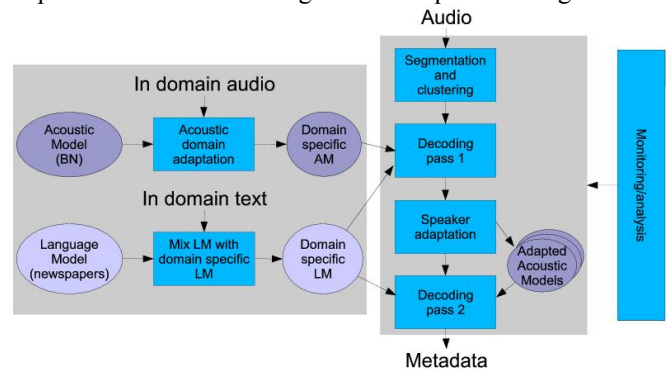 Audio
Segmentation
and
clustering
In domain audio
Acoustic
Model
(BN)
Acoustic
domain
adaptation
Domain
specific
AM
Decoding
pass 1
In domain text
Language
Model
(newspapers)
Mix LM with
domain specific
LM
Domain
specific
LM
Speaker
adaptation
Adapted
Acoustic
Models
Decoding
pass 2
Metadata
Monitoring/analysis